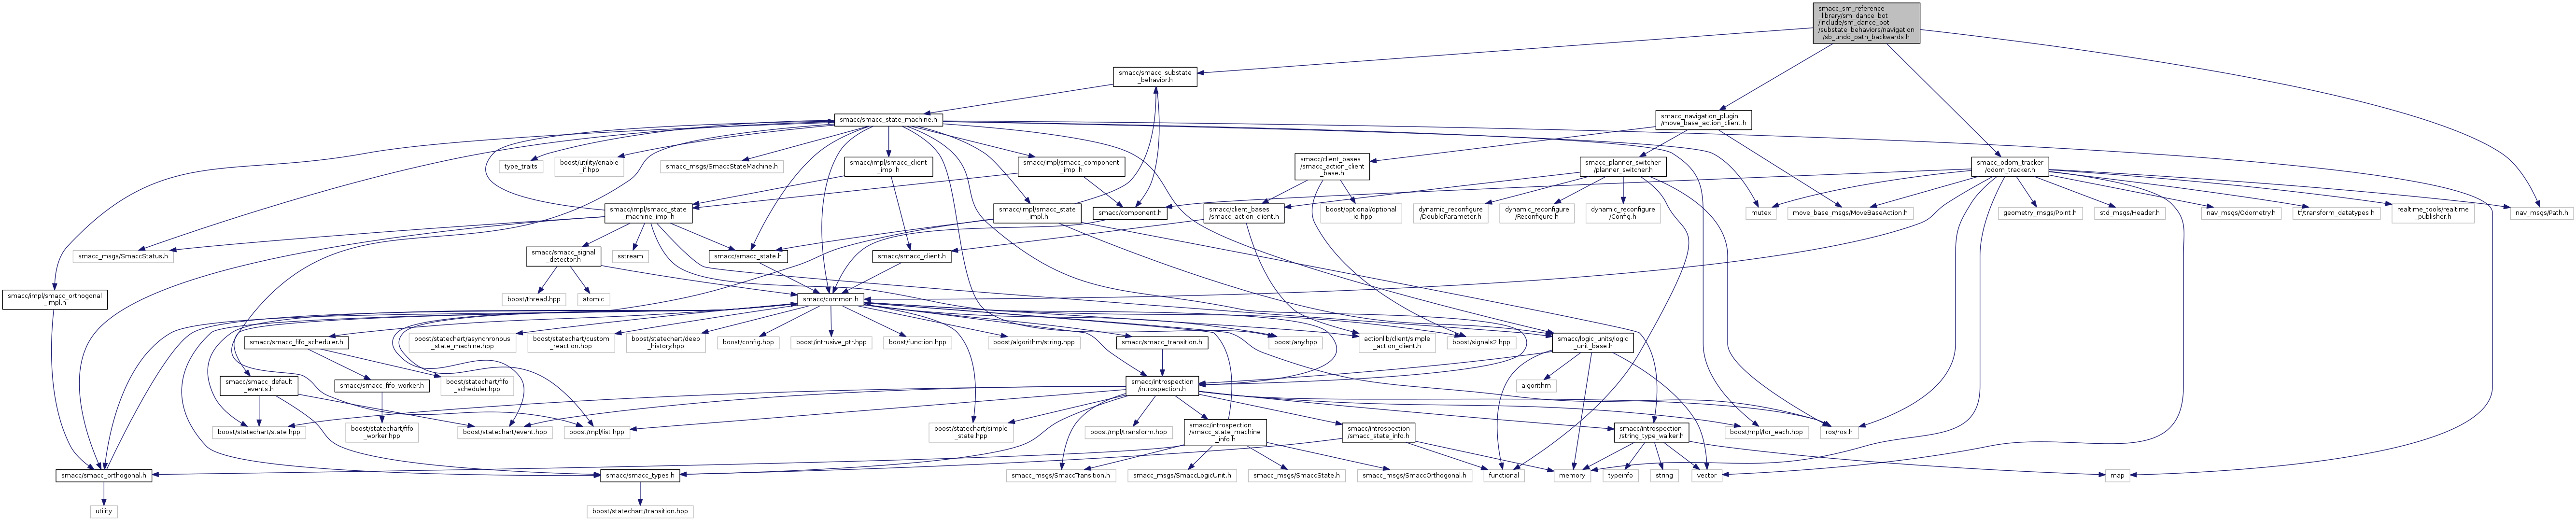 smacc_sm_reference
_library/sm_dance_bot
/include/sm_dance_bot
/substate_behaviors/navigation
/sb_undo_path_backwards.h
smacc/smacc_substate
_behavior.h
smacc/smacc_state_machine.h
smacc_navigation_plugin
/move_base_action_client.h
type_traits
boost/utility/enable
_if.hpp
smacc_msgs/SmaccStateMachine.h
smacc/impl/smacc_client
_impl.h
smacc/impl/smacc_component
_impl.h
smacc/client_bases
/smacc_action_client
_base.h
smacc_planner_switcher
/planner_switcher.h
smacc_odom_tracker
/odom_tracker.h
smacc/impl/smacc_state
_machine_impl.h
smacc/impl/smacc_state
_impl.h
smacc/component.h
smacc/client_bases
/smacc_action_client.h
boost/optional/optional
_io.hpp
dynamic_reconfigure
/DoubleParameter.h
dynamic_reconfigure
/Reconfigure.h
dynamic_reconfigure
/Config.h
mutex
move_base_msgs/MoveBaseAction.h
geometry_msgs/Point.h
std_msgs/Header.h
nav_msgs/Odometry.h
tf/transform_datatypes.h
realtime_tools/realtime
_publisher.h
nav_msgs/Path.h
smacc_msgs/SmaccStatus.h
smacc/smacc_signal
_detector.h
sstream
smacc/smacc_state.h
smacc/smacc_client.h
smacc/impl/smacc_orthogonal
_impl.h
boost/thread.hpp
atomic
smacc/common.h
smacc/smacc_fifo_scheduler.h
boost/statechart/asynchronous
_state_machine.hpp
boost/statechart/custom
_reaction.hpp
boost/statechart/deep
_history.hpp
boost/config.hpp
boost/intrusive_ptr.hpp
boost/function.hpp
boost/algorithm/string.hpp
smacc/smacc_transition.h
boost/any.hpp
actionlib/client/simple
_action_client.h
boost/signals2.hpp
smacc/logic_units/logic
_unit_base.h
smacc/smacc_default
_events.h
smacc/smacc_fifo_worker.h
boost/statechart/fifo
_scheduler.hpp
smacc/introspection
/introspection.h
algorithm
boost/statechart/state.hpp
boost/statechart/fifo
_worker.hpp
boost/statechart/event.hpp
boost/mpl/list.hpp
boost/statechart/simple
_state.hpp
boost/mpl/transform.hpp
smacc/introspection
/smacc_state_machine
_info.h
smacc/introspection
/smacc_state_info.h
smacc/introspection
/string_type_walker.h
boost/mpl/for_each.hpp
ros/ros.h
smacc/smacc_orthogonal.h
smacc/smacc_types.h
smacc_msgs/SmaccTransition.h
smacc_msgs/SmaccLogicUnit.h
smacc_msgs/SmaccState.h
smacc_msgs/SmaccOrthogonal.h
functional
memory
typeinfo
string
vector
map
utility
boost/statechart/transition.hpp